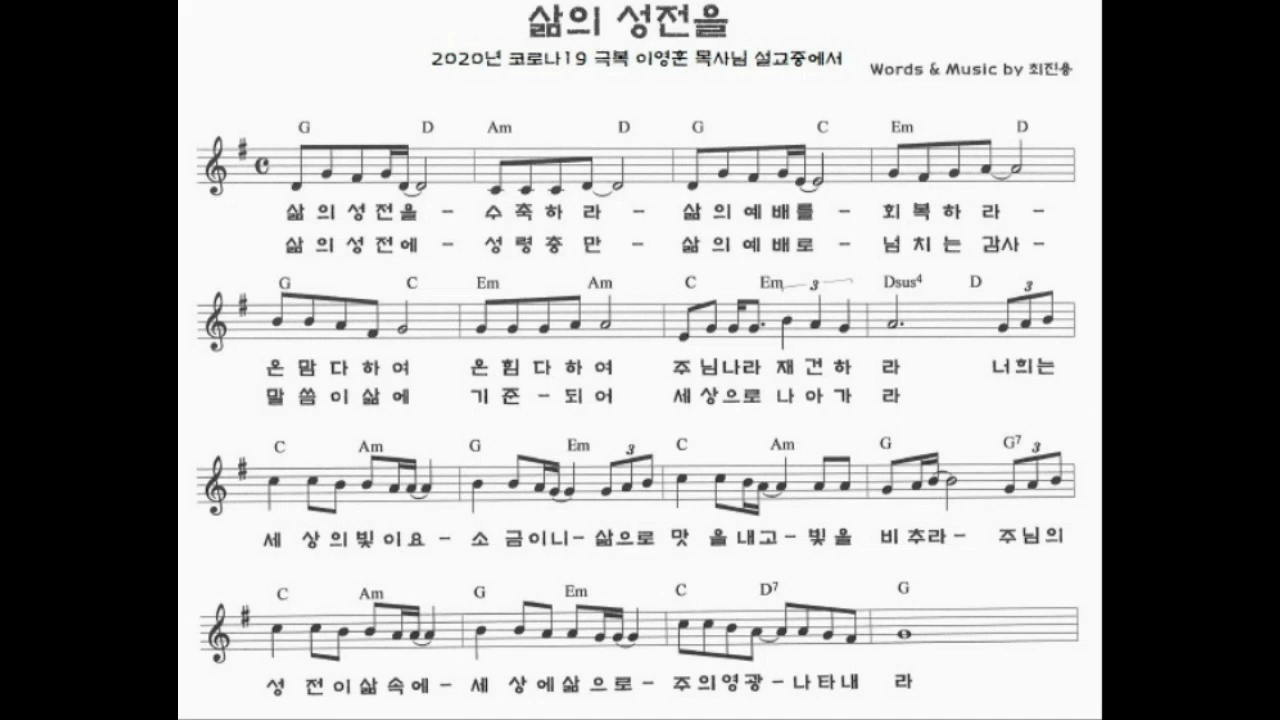 삶의 성전을
2020년 코로나19 극복 이영훈 목사님 설교중에서
Words & Music by 최진용
G D Am D G C Em D
삶 의 성 전 을 - 수 축 하 라 - 삶 의 예 배 를 - 회 복 하 라 -
삶 의 성 전 에 - 성 령 충 만 - 삶 의 예 배 로 - 넘 치 는 감사 -
G C Em Am C Em 3 Dsus4 D 3
온 맘 다 하 여 온 힘 다 하 여 주 님나라 재 건 하 라 너희는
말 씀 이 삶 에 기 준 - 되 어 세 상으로 나 아 가 라
C Am G Em 3 C Am G G7 3
세 상 의 빛 이 요 - 소 금이니- 삶으로 맛 을 내고 - 빛을 비 추라 - 주님의
C Am G Em C D7 G
성 전 이 삶 속 에 - 세 상 에 삶 으 로 - 주 의 영 광 - 나 타 내 라